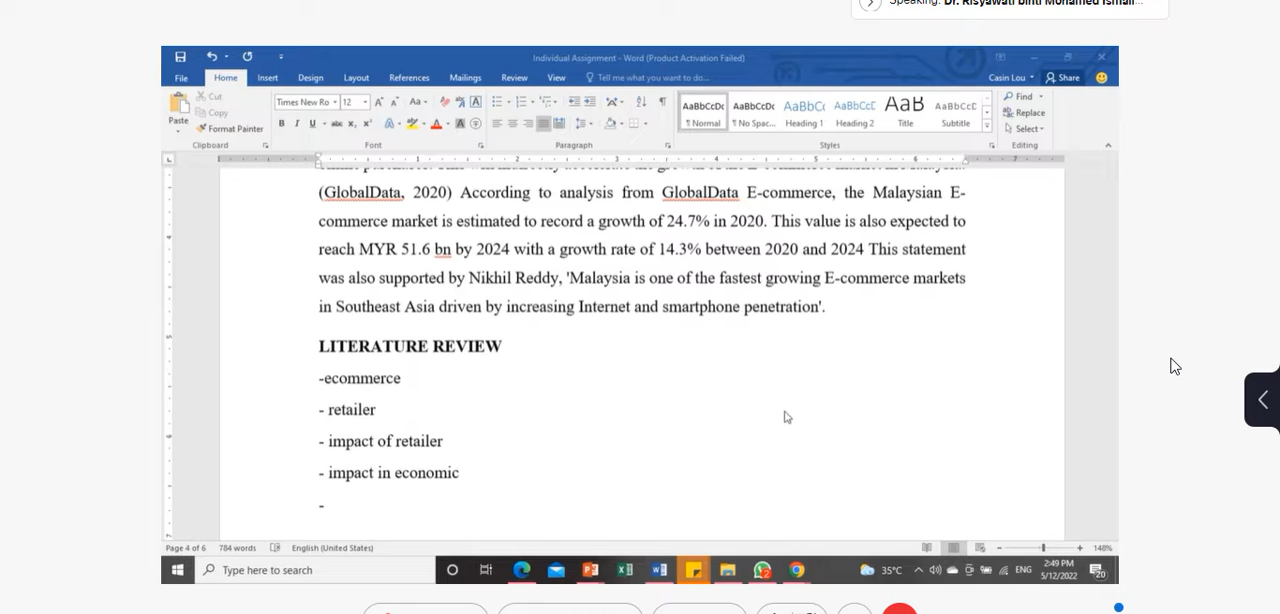 Speaking: Dr. Risyawati binti Mohamed Ismail...
Individual Assignment - Word (Product Activation Failed)
File Home Insert Design Layout References Mailings Review View Tell me what you want to do... Casin Lou Share
Paste
Cut
Copy
Format Painter
Clipboard
Times New Ro 12
Font
Paragraph
AaBbCcDc AaBbCcDc AaBbCc AaBbCcD AaB AaBbCcD
¶ Normal ¶ No Spac... Heading 1 Heading 2 Title Subtitle
Styles
Find
Replace
Select
Editing
(GlobalData, 2020) According to analysis from GlobalData E-commerce, the Malaysian E-
commerce market is estimated to record a growth of 24.7% in 2020. This value is also expected to
reach MYR 51.6 bn by 2024 with a growth rate of 14.3% between 2020 and 2024 This statement
was also supported by Nikhil Reddy, 'Malaysia is one of the fastest growing E-commerce markets
in Southeast Asia driven by increasing Internet and smartphone penetration'.
LITERATURE REVIEW
-ecommerce
- retailer
- impact of retailer
- impact in economic
-
Page 4 of 6 784 words English (United States) 148%
Type here to search
35°C ENG
2:49 PM
5/12/2022
20